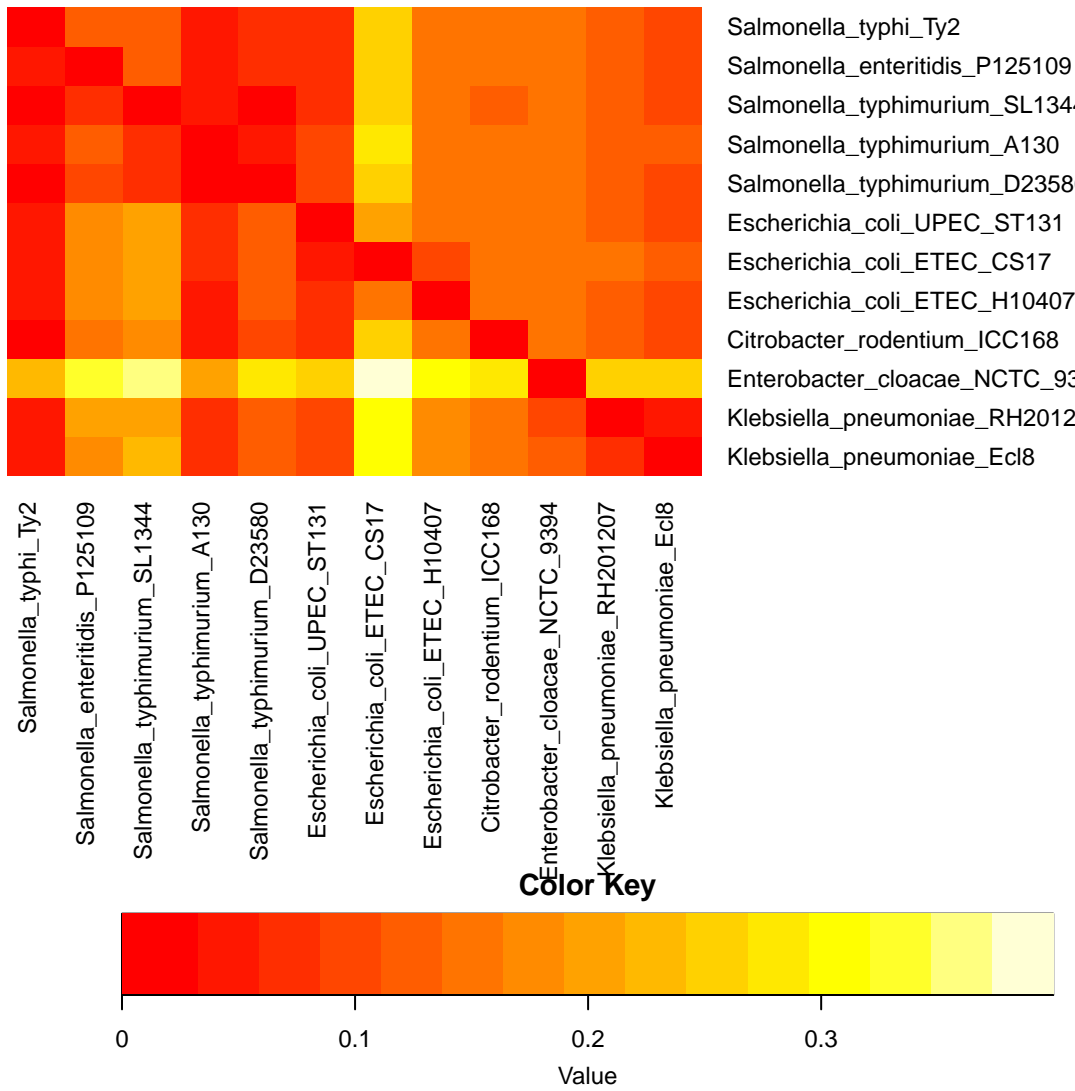 Salmonella_typhi_Ty2
Salmonella_enteritidis_P125109
Salmonella_typhimurium_SL1344
Salmonella_typhimurium_A130
Salmonella_typhimurium_D2358
Escherichia_coli_UPEC_ST131
Escherichia_coli_ETEC_CS17
Escherichia_coli_ETEC_H10407
Citrobacter_rodentium_ICC168
Enterobacter_cloacae_NCTC_93
Klebsiella_pneumoniae_RH2012
Klebsiella_pneumoniae_Ecl8
Salmonella_typhi_Ty2
Salmonella_enteritidis_P125109
Salmonella_typhimurium_SL1344
Salmonella_typhimurium_A130
Salmonella_typhimurium_D23580
Escherichia_coli_UPEC_ST131
Escherichia_coli_ETEC_CS17
Escherichia_coli_ETEC_H10407
Citrobacter_rodentium_ICC168
Enterobacter_cloacae_NCTC_9394
Klebsiella_pneumoniae_RH201207
Klebsiella_pneumoniae_Ecl8
Color Key
0 0.1 0.2 0.3
Value